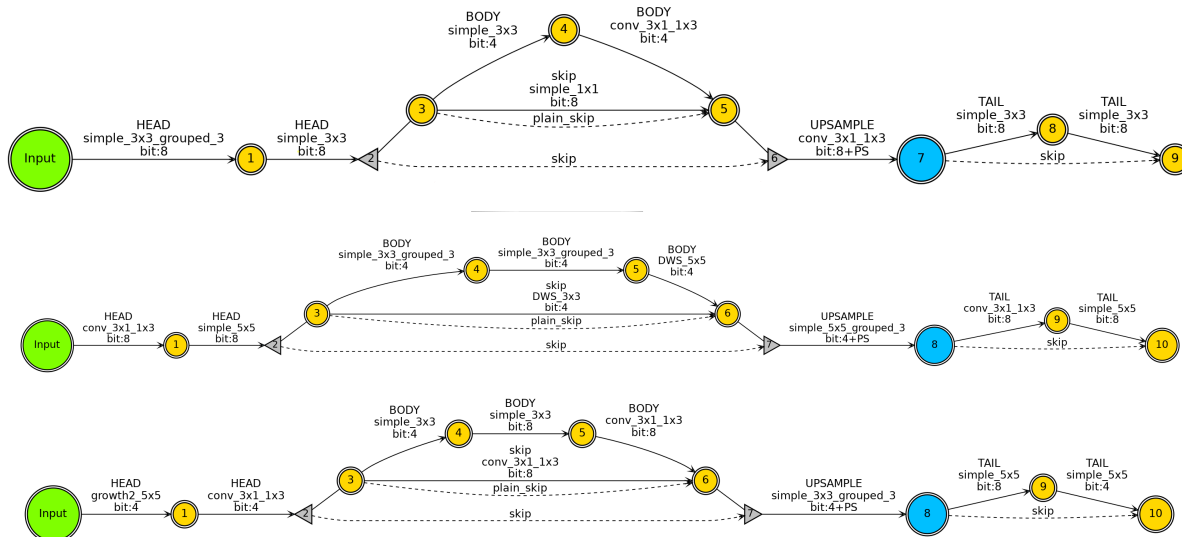 BODY
simple_3x3
bit:4
4
BODY
conv_3x1_1x3
bit:4
skip
simple_1x1
bit:8
plain_skip
3
5
Input
HEAD
simple_3x3_grouped_3
bit:8
1
HEAD
simple_3x3
bit:8
2
skip
6
UPSAMPLE
conv_3x1_1x3
bit:8+PS
7
TAIL
simple_3x3
bit:8
8
TAIL
simple_3x3
bit:8
skip
9
BODY
simple_3x3_grouped_3
bit:4
4
BODY
simple_3x3_grouped_3
bit:4
5
BODY
DWS_5x5
bit:4
skip
DWS_3x3
bit:4
plain_skip
3
6
Input
HEAD
conv_3x1_1x3
bit:8
1
HEAD
simple_5x5
bit:8
2
skip
7
UPSAMPLE
simple_5x5_grouped_3
bit:4+PS
8
TAIL
conv_3x1_1x3
bit:8
9
TAIL
simple_5x5
bit:8
skip
10
BODY
simple_3x3
bit:4
4
BODY
simple_3x3
bit:8
5
BODY
conv_3x1_1x3
bit:8
skip
conv_3x1_1x3
bit:8
plain_skip
3
6
Input
HEAD
growth2_5x5
bit:4
1
HEAD
conv_3x1_1x3
bit:4
2
skip
7
UPSAMPLE
simple_3x3_grouped_3
bit:4+PS
8
TAIL
simple_5x5
bit:8
9
TAIL
simple_5x5
bit:4
skip
10